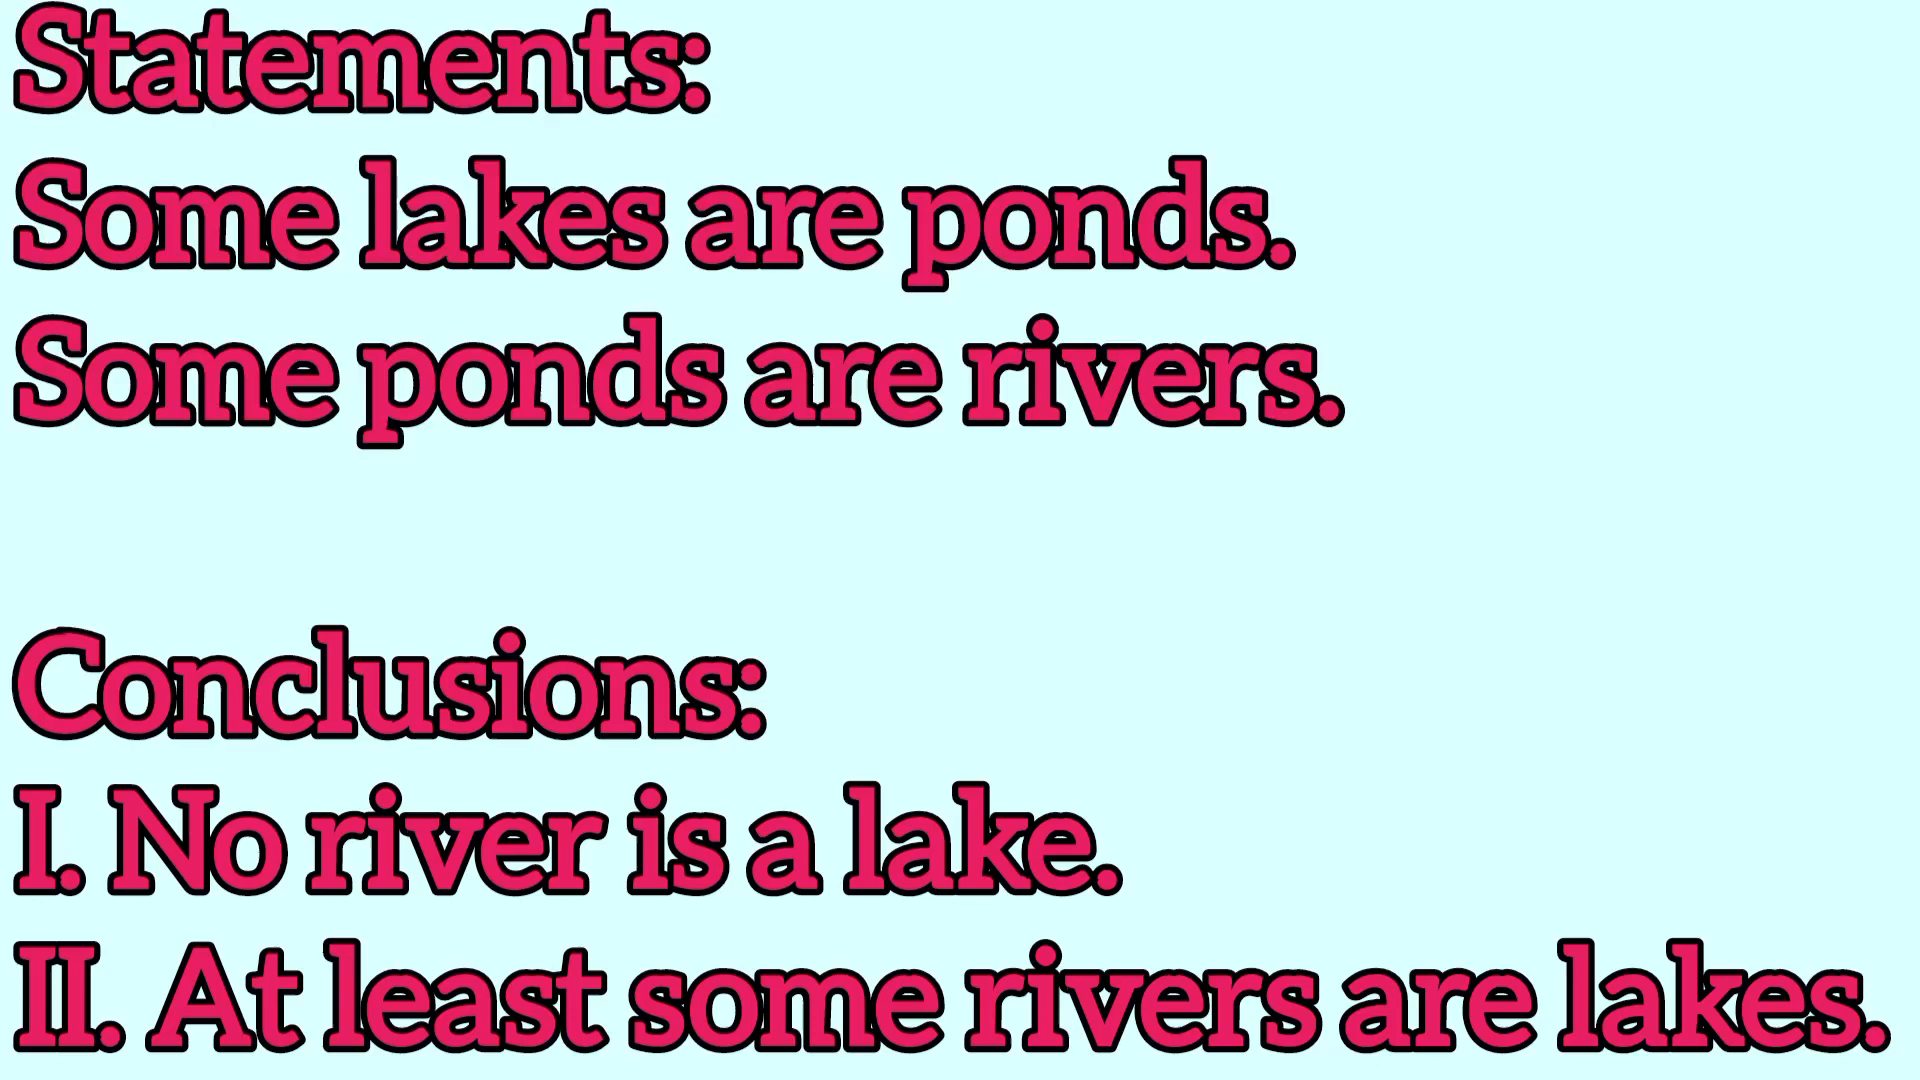 Statements:
Some lakes are ponds.
Some ponds are rivers.
Conclusions:
I. No river is a lake.
II. At least some rivers are lakes.